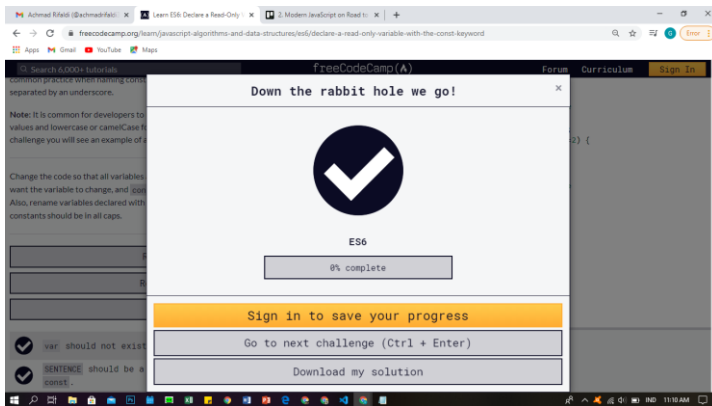 Achmad Rifaldi (@achmadrifaldi)
Learn ES6: Declare a Read-Only
2. Modern JavaScript on Road to
freecodecamp.org/learn/javascript-algorithms-and-data-structures/es6/declare-a-read-only-variable-with-the-const-keyword
G
Error
Apps
Gmail
YouTube
Maps
Search 6,000+ tutorials
freeCodeCamp(🔥)
Forum
Curriculum
Sign In
common practice when naming
separated by an underscore.
Note: It is common for developers to
values and lowercase or camelCase
challenge you will see an example of a
Change the code so that all variables
want the variable to change, and
Also, rename variables declared with
constants should be in all caps.
var should not exist
SENTENCE should be a
const.
=2) {
Down the rabbit hole we go!
×
ES6
0% complete
Sign in to save your progress
Go to next challenge (Ctrl + Enter)
Download my solution
IND
11:10 AM